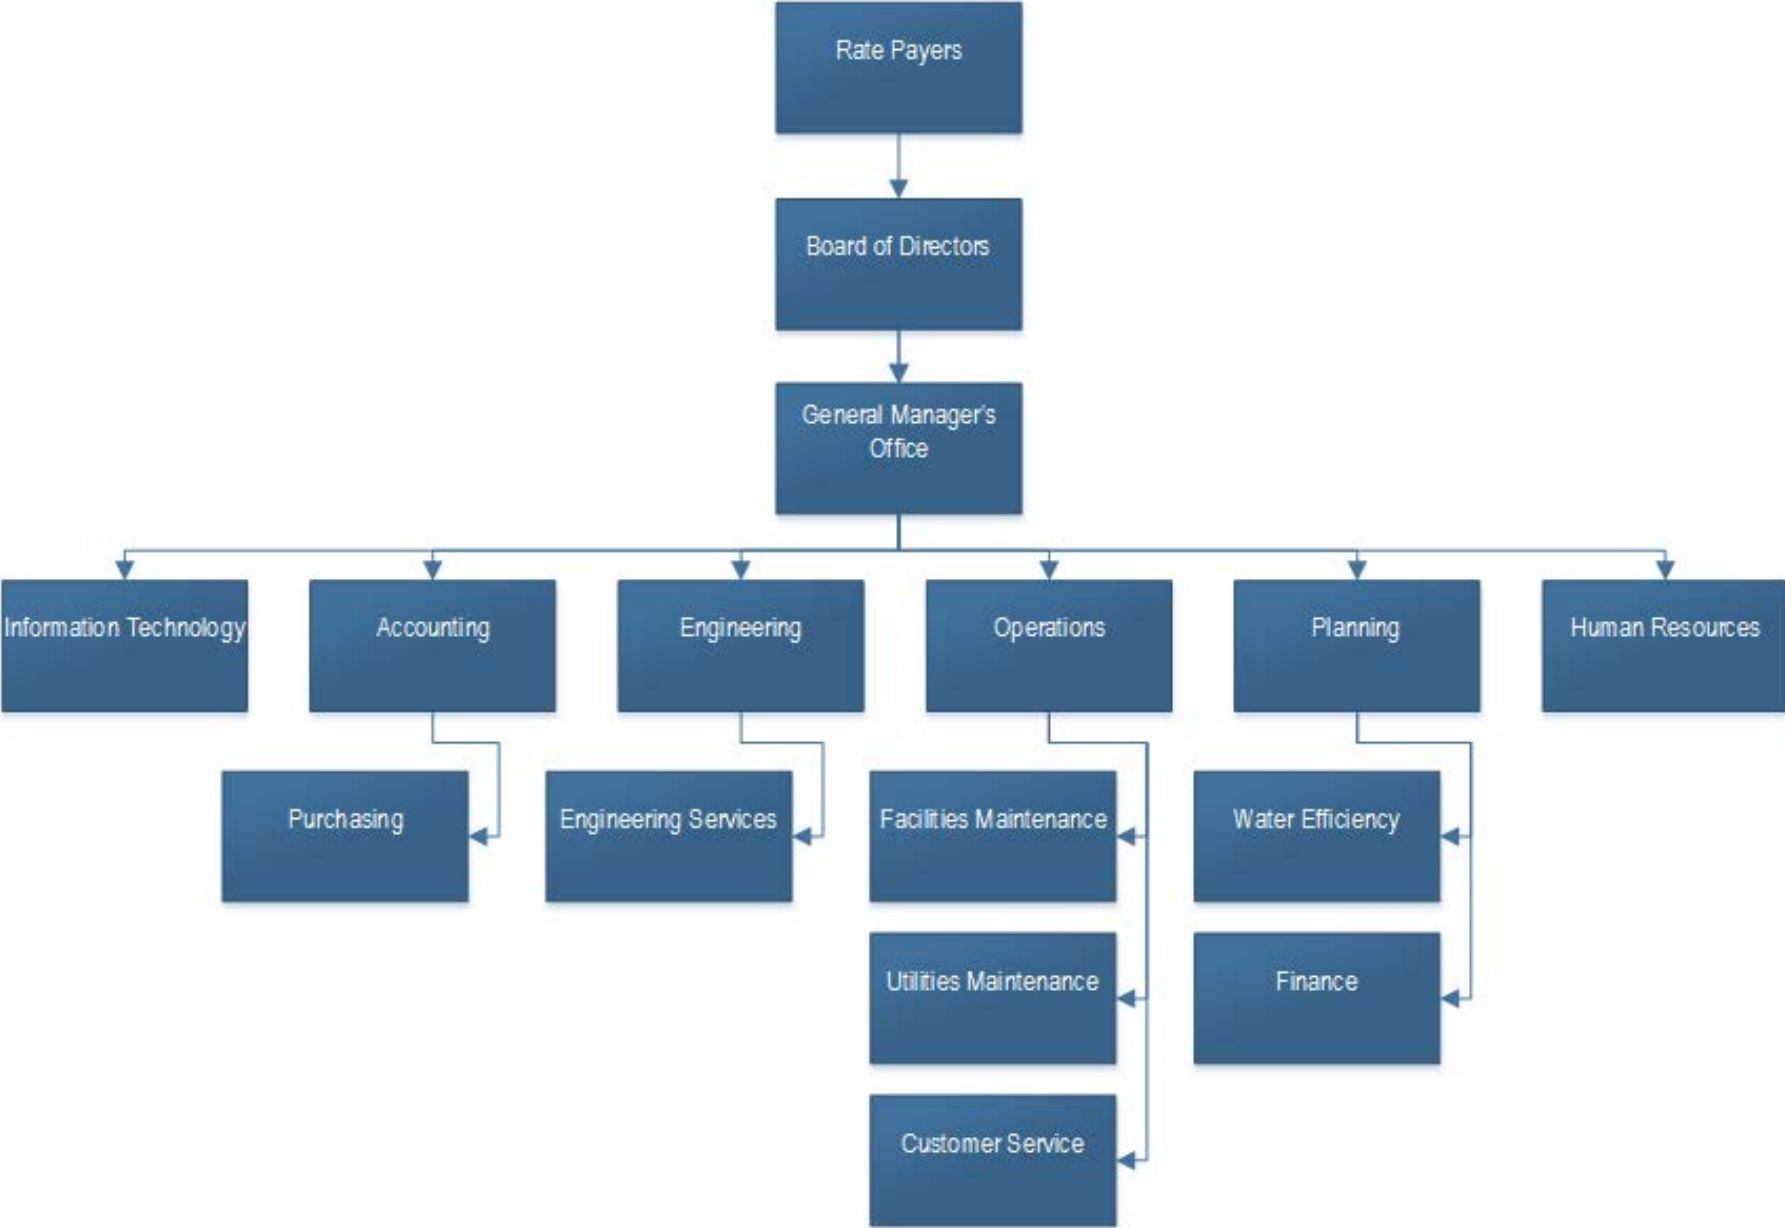 Rate Payers
Board of Directors
General Manager's
Office
Information Technology
Accounting
Engineering
Operations
Planning
Human Resources
Purchasing
Engineering Services
Facilities Maintenance
Water Efficiency
Utilities Maintenance
Finance
Customer Service